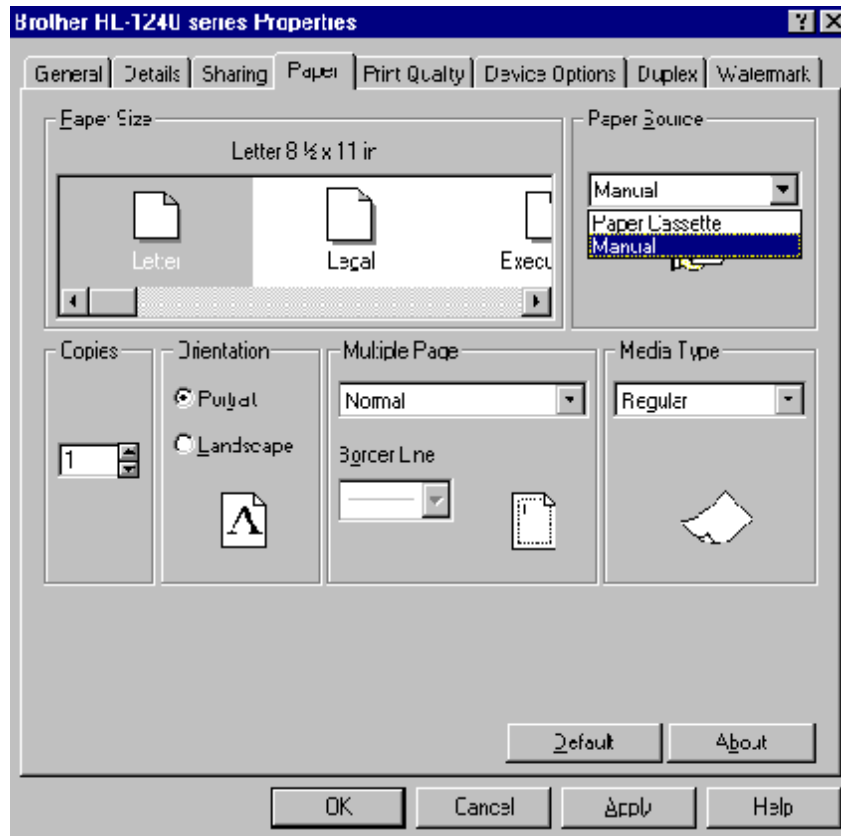 Brother HL-1240 series Properties
General Details Sharing Paper Print Quality Device Options Duplex Watermark
Paper Size
Letter 8 ½ x 11 in
Letter Legal Execu
Paper Source
Manual
Paper Cassette
Manual
Copies
1
Orientation
Portrait
Landscape
A
Multiple Page
Normal
Border Line
Media Type
Regular
Default About
OK Cancel Apply Help